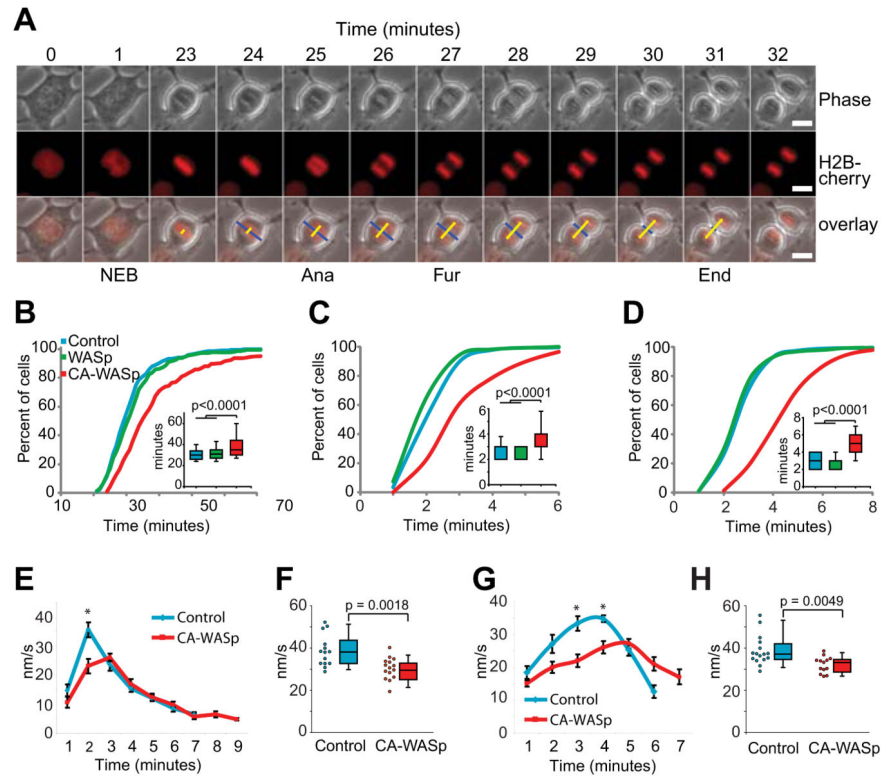 A
Time (minutes)
0 1 23 24 25 26 27 28 29 30 31 32
Phase
H2B-
cherry
overlay
NEB Ana Fur End
B
Control
WASp
CA-WASp
Percent of cells
100
80
60
40
20
0
10 30 50 70
Time (minutes)
p<0.0001
minutes
60
40
20
0
C
Percent of cells
100
80
60
40
20
0
0 2 4 6
Time (minutes)
p<0.0001
minutes
6
4
2
0
D
Percent of cells
100
80
60
40
20
0
0 2 4 6 8
Time (minutes)
p<0.0001
minutes
8
6
4
2
0
E
nm/s
40
30
20
10
0
*
Control
CA-WASp
1 2 3 4 5 6 7 8 9
Time (minutes)
F
nm/s
60
40
20
0
p = 0.0018
Control CA-WASp
G
nm/s
40
30
20
10
0
* *
Control
CA-WASp
1 2 3 4 5 6 7
Time (minutes)
H
nm/s
60
40
20
0
p = 0.0049
Control CA-WASp